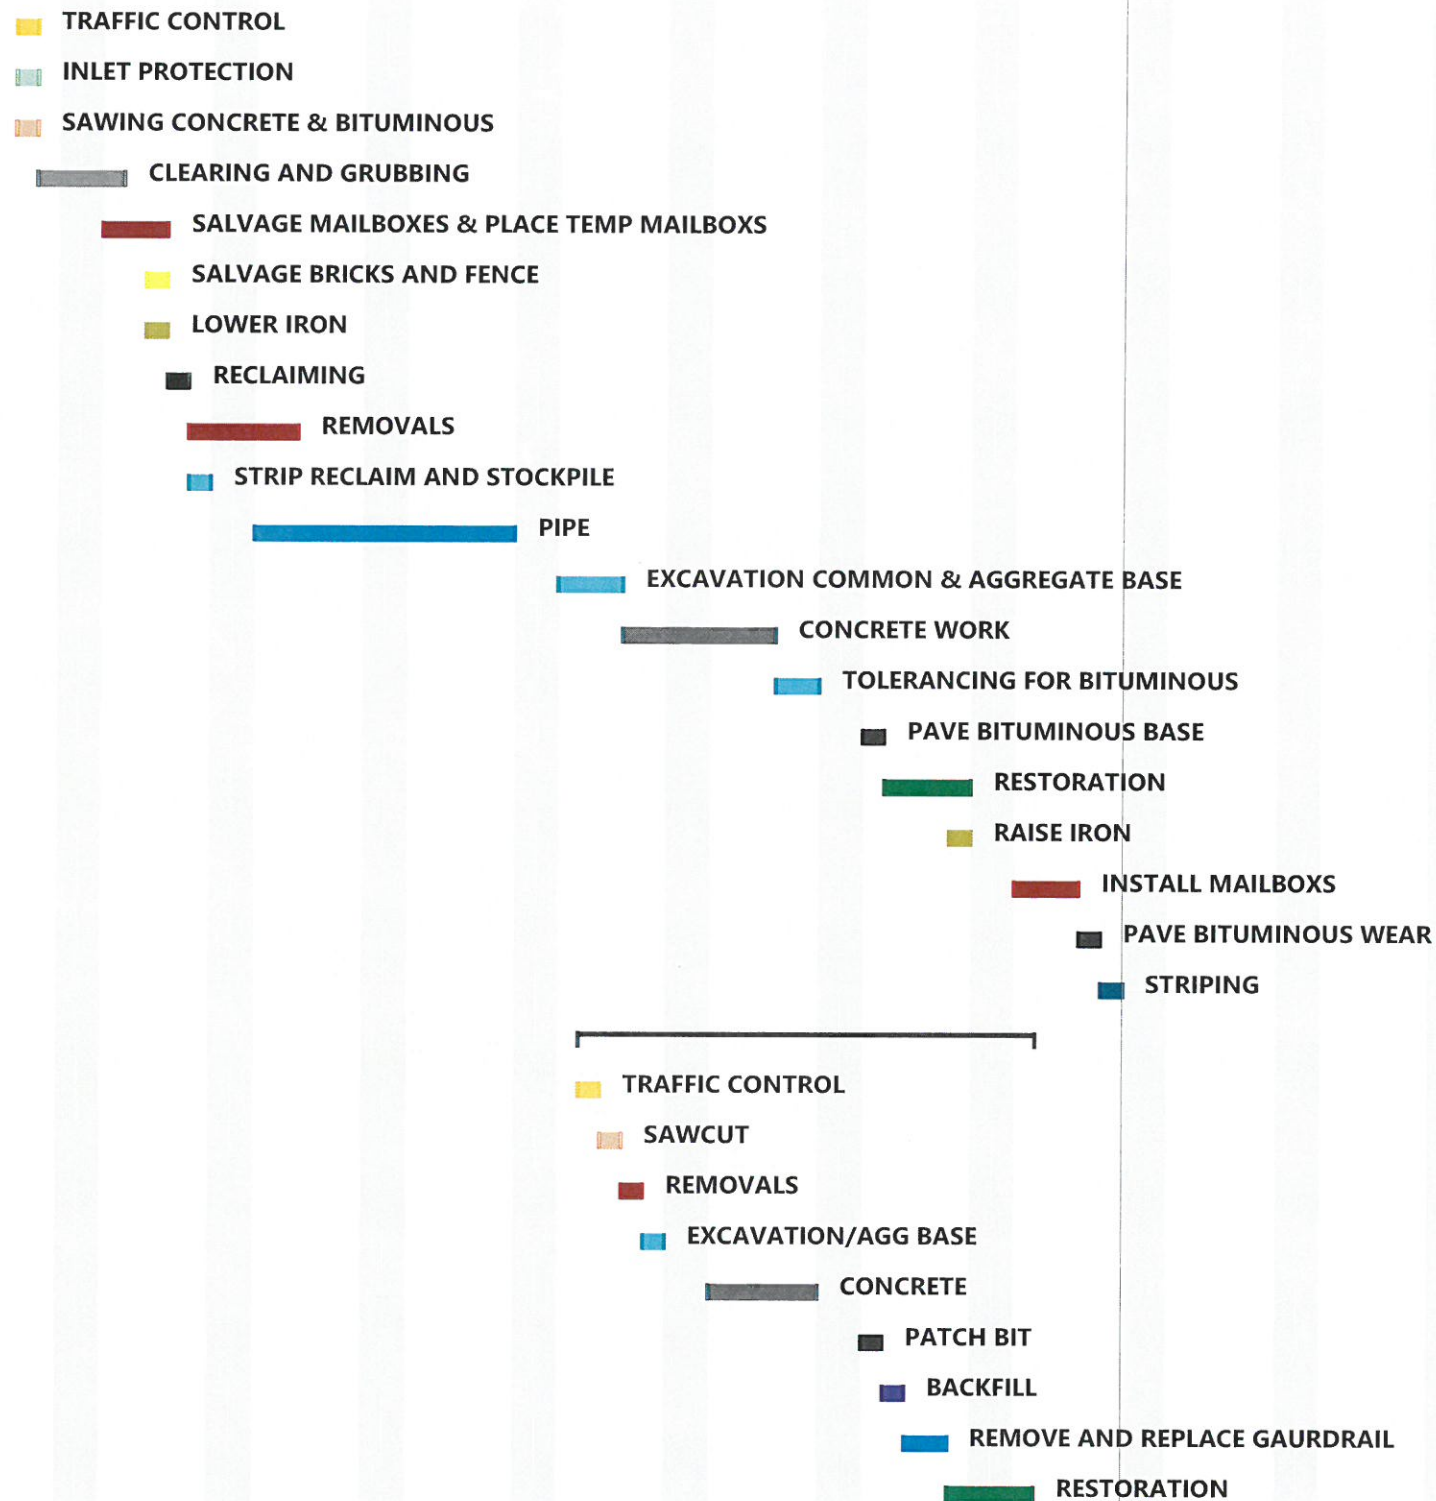 TRAFFIC CONTROL
INLET PROTECTION
SAWING CONCRETE & BITUMINOUS
CLEARING AND GRUBBING
SALVAGE MAILBOXES & PLACE TEMP MAILBOXS
SALVAGE BRICKS AND FENCE
LOWER IRON
RECLAIMING
REMOVALS
STRIP RECLAIM AND STOCKPILE
PIPE
EXCAVATION COMMON & AGGREGATE BASE
CONCRETE WORK
TOLERANCING FOR BITUMINOUS
PAVE BITUMINOUS BASE
RESTORATION
RAISE IRON
INSTALL MAILBOXS
PAVE BITUMINOUS WEAR
STRIPING
TRAFFIC CONTROL
SAWCUT
REMOVALS
EXCAVATION/AGG BASE
CONCRETE
PATCH BIT
BACKFILL
REMOVE AND REPLACE GAURDRAIL
RESTORATION